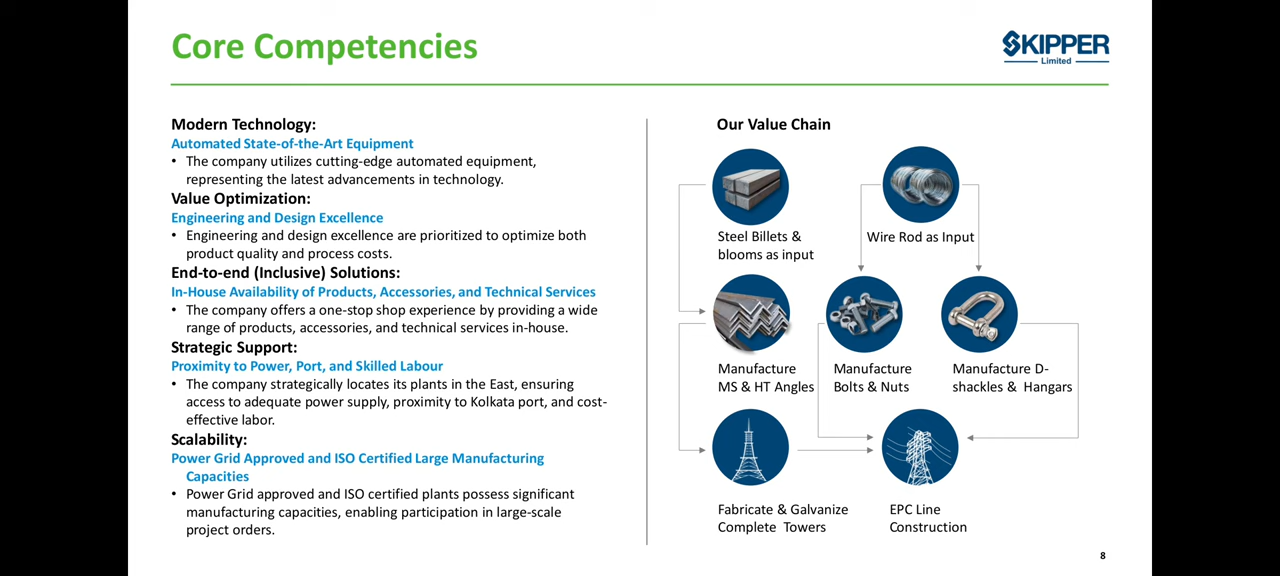 Core Competencies
SKIPPER
Limited
Modern Technology:
Automated State-of-the-Art Equipment
• The company utilizes cutting-edge automated equipment,
representing the latest advancements in technology.
Value Optimization:
Engineering and Design Excellence
• Engineering and design excellence are prioritized to optimize both
product quality and process costs.
End-to-end (Inclusive) Solutions:
In-House Availability of Products, Accessories, and Technical Services
• The company offers a one-stop shop experience by providing a wide
range of products, accessories, and technical services in-house.
Strategic Support:
Proximity to Power, Port, and Skilled Labour
• The company strategically locates its plants in the East, ensuring
access to adequate power supply, proximity to Kolkata port, and cost-
effective labor.
Scalability:
Power Grid Approved and ISO Certified Large Manufacturing
Capacities
• Power Grid approved and ISO certified plants possess significant
manufacturing capacities, enabling participation in large-scale
project orders.
Our Value Chain
Steel Billets &
blooms as input
Wire Rod as Input
Manufacture
MS & HT Angles
Manufacture
Bolts & Nuts
Manufacture D-
shackles & Hangars
Fabricate & Galvanize
Complete Towers
EPC Line
Construction
8